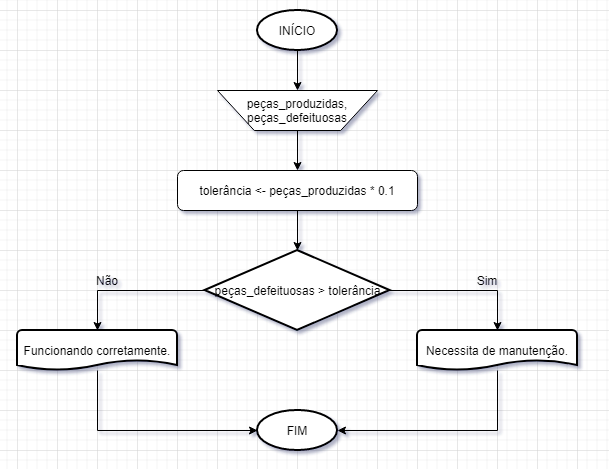 INÍCIO
peças_produzidas,
peças_defeituosas
tolerância <- peças_produzidas * 0.1
Não
peças_defeituosas > tolerância
Sim
Funcionando corretamente.
Necessita de manutenção.
FIM